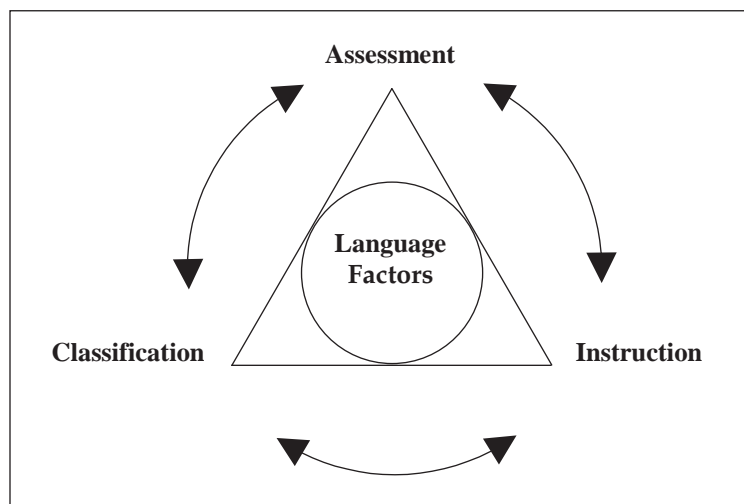 Assessment
Language
Factors
Classification
Instruction